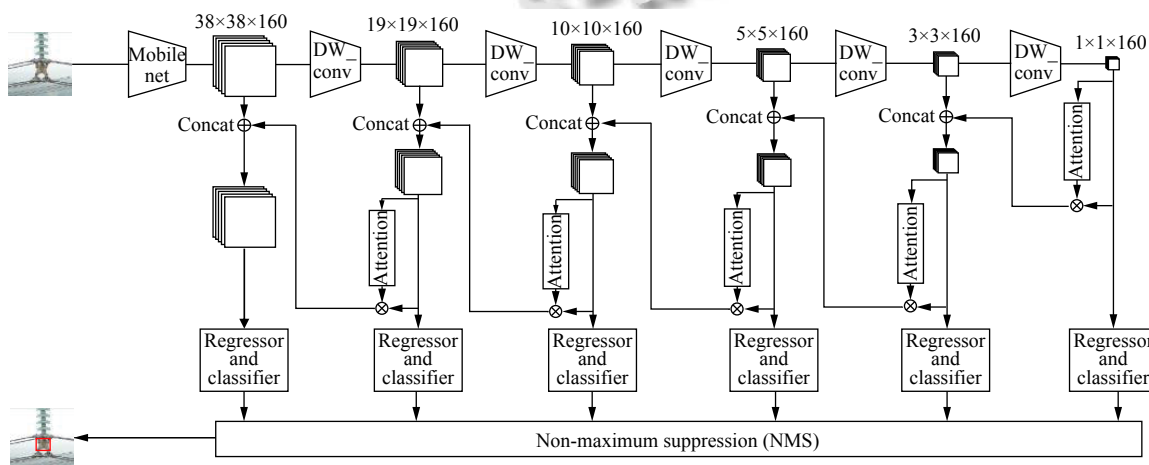 38×38×160
19×19×160
10×10×160
5×5×160
3×3×160
1×1×160
Mobile
net
DW_
conv
DW_
conv
DW_
conv
DW_
conv
DW_
conv
Concat
Concat
Concat
Concat
Concat
Attention
Attention
Attention
Attention
Attention
Regressor
and
classifier
Regressor
and
classifier
Regressor
and
classifier
Regressor
and
classifier
Regressor
and
classifier
Regressor
and
classifier
Non-maximum suppression (NMS)